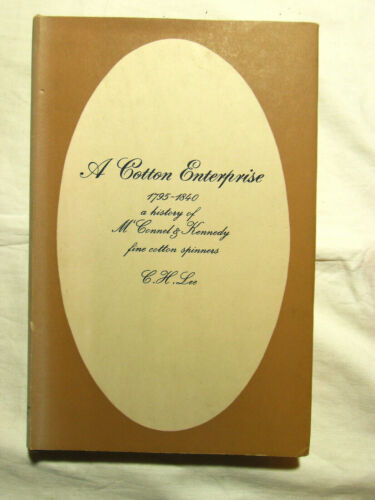 A Cotton Enterprise
1795-1840
a history of
McConnel & Kennedy
fine cotton spinners
C.H.Lee